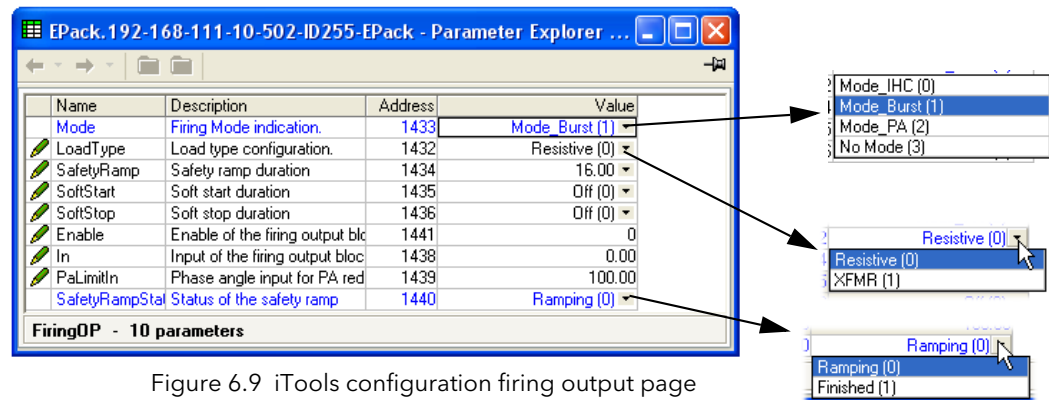 EPack.192-168-111-10-502-ID255-EPack - Parameter Explorer ...
Name Description Address Value
Mode Firing Mode indication. 1433 Mode_Burst (1)
LoadType Load type configuration. 1432 Resistive (0)
SafetyRamp Safety ramp duration 1434 16.00
SoftStart Soft start duration 1435 Off (0)
SoftStop Soft stop duration 1436 Off (0)
Enable Enable of the firing output blc 1441 0
In Input of the firing output bloc 1438 0.00
PaLimitIn Phase angle input for PA red 1439 100.00
SafetyRampStat Status of the safety ramp 1440 Ramping (0)
FiringOP - 10 parameters
Mode_IHC (0)
Mode_Burst (1)
Mode_PA (2)
No Mode (3)
Resistive (0)
Resistive (0)
XFMR (1)
Ramping (0)
Ramping (0)
Finished (1)
Figure 6.9 iTools configuration firing output page